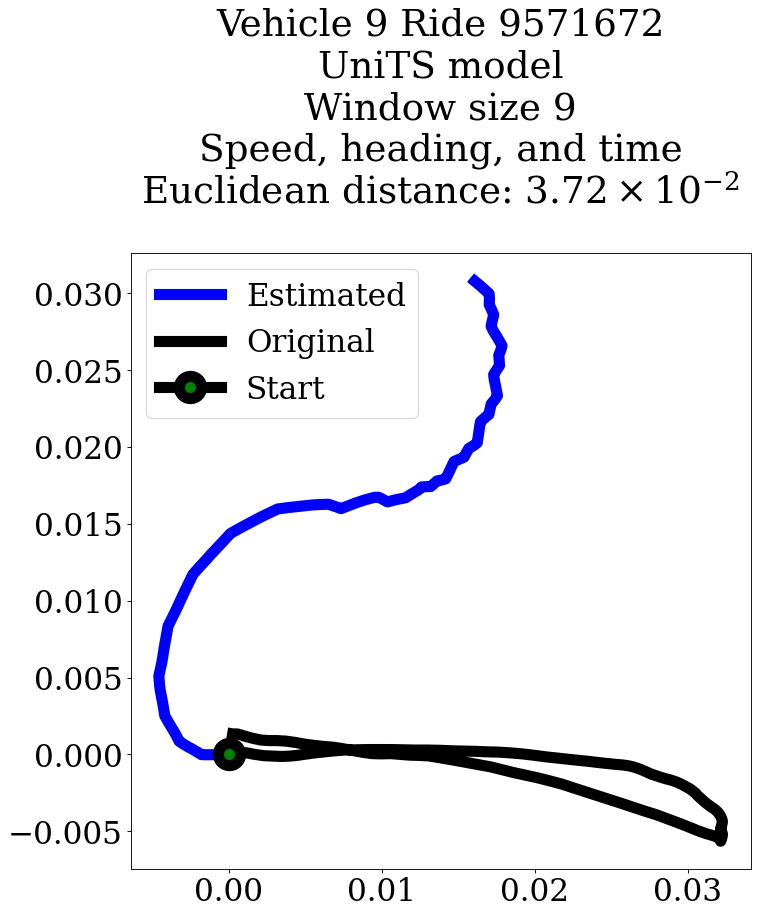 Vehicle 9 Ride 9571672
UniTS model
Window size 9
Speed, heading, and time
Euclidean distance: 3.72 × 10⁻²
Estimated
Original
Start
0.030
0.025
0.020
0.015
0.010
0.005
0.000
−0.005
0.00 0.01 0.02 0.03